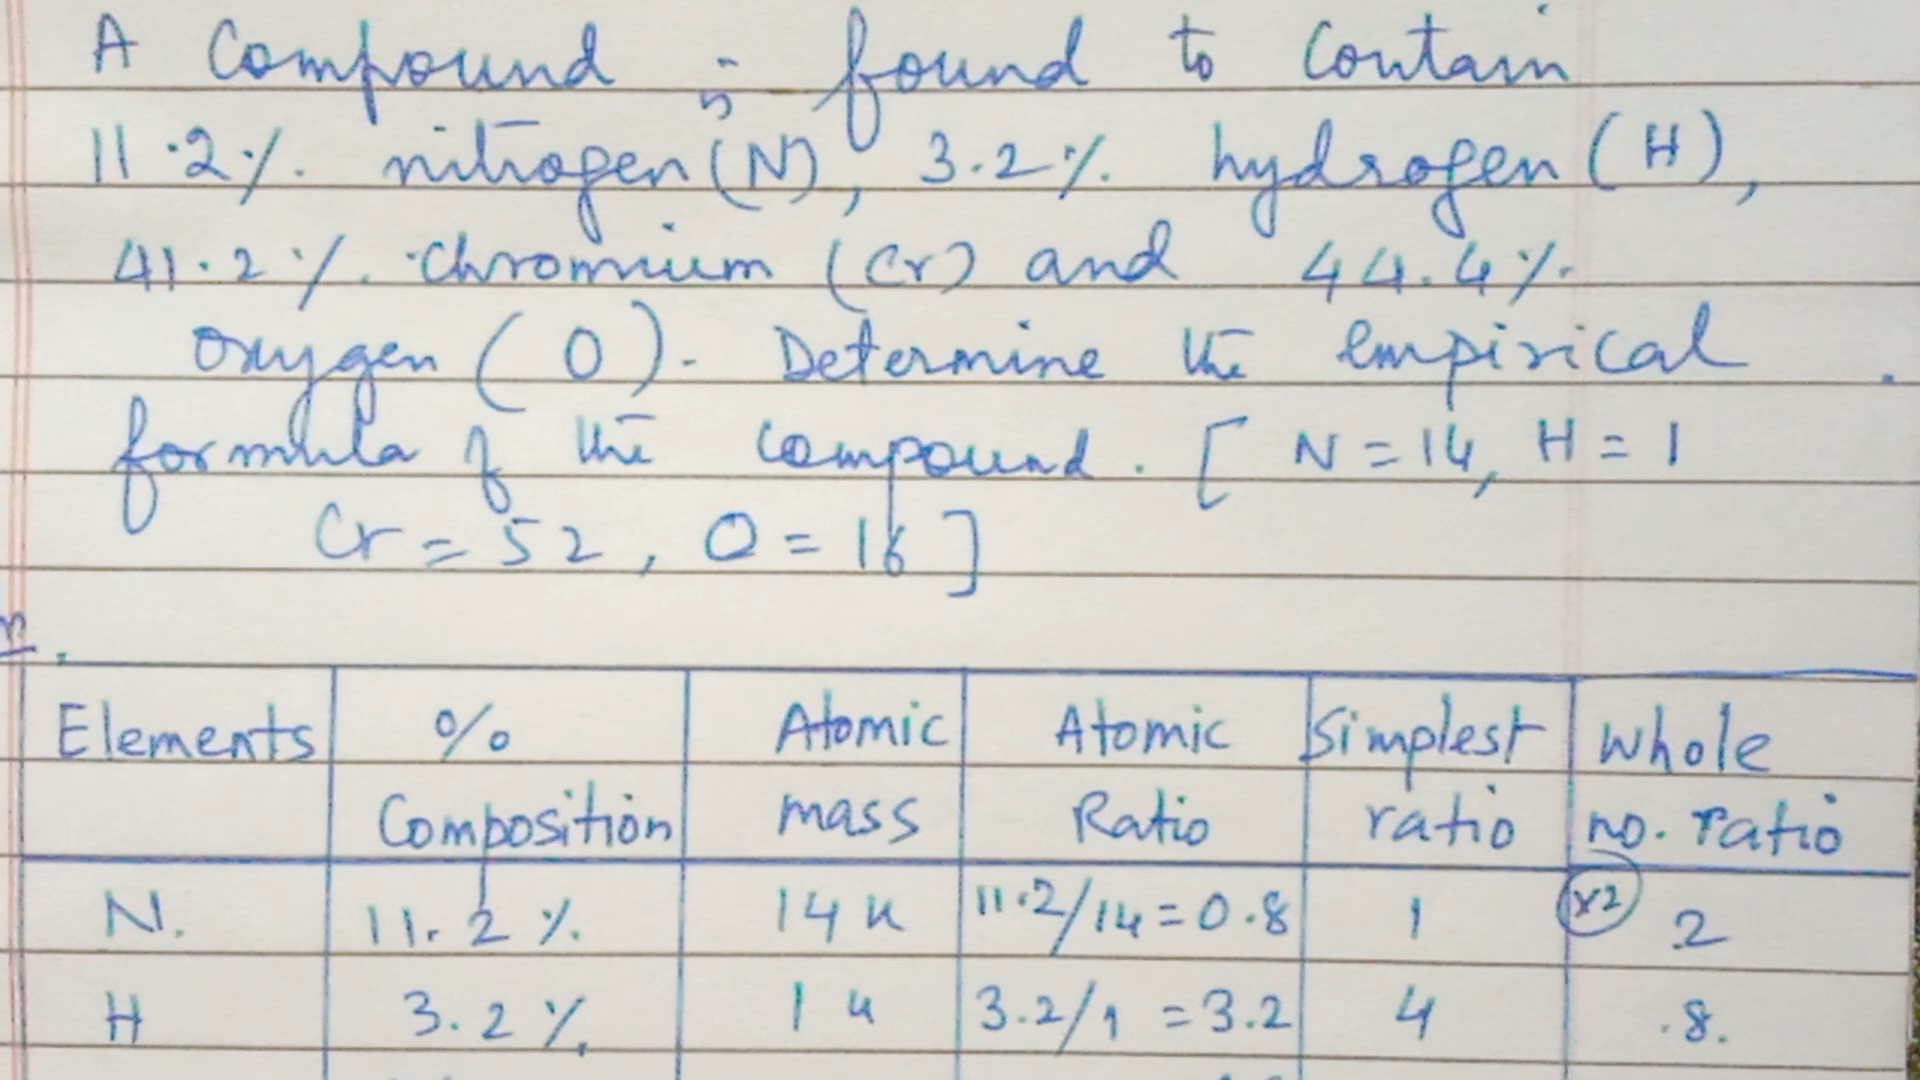 A Compound is found to contain
11.2% nitrogen (N), 3.2% hydrogen (H),
41.2% chromium (Cr) and 44.4%
oxygen (O). Determine the empirical
formula of the compound. [ N = 14, H = 1
Cr = 52, O = 16 ]
Elements % Composition Atomic mass Atomic Ratio Simplest ratio Whole no. ratio
N. 11.2% 14 u 11.2/14 = 0.8 1 (x2) 2
H 3.2% 1 u 3.2/1 = 3.2 4 8.